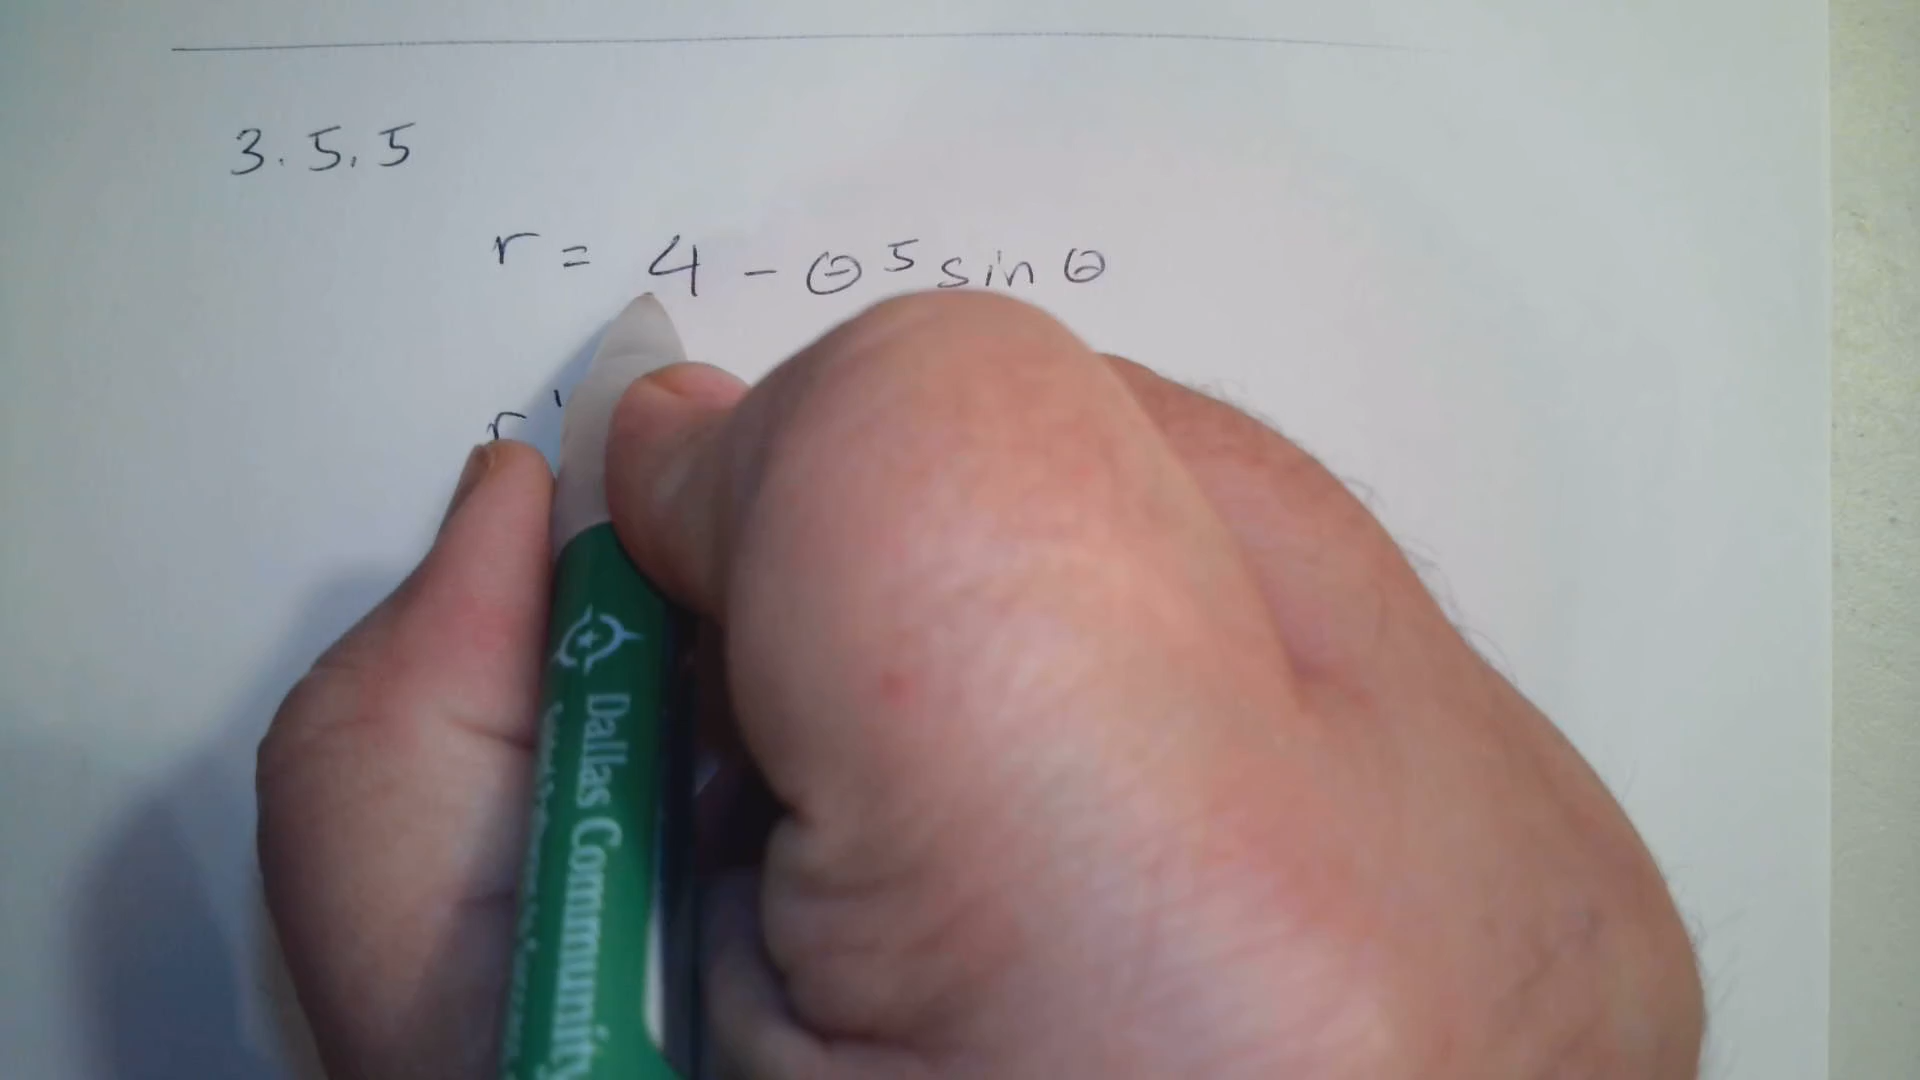 3.5.5
r = 4 - θ⁵ sin θ
r'
Dallas Community